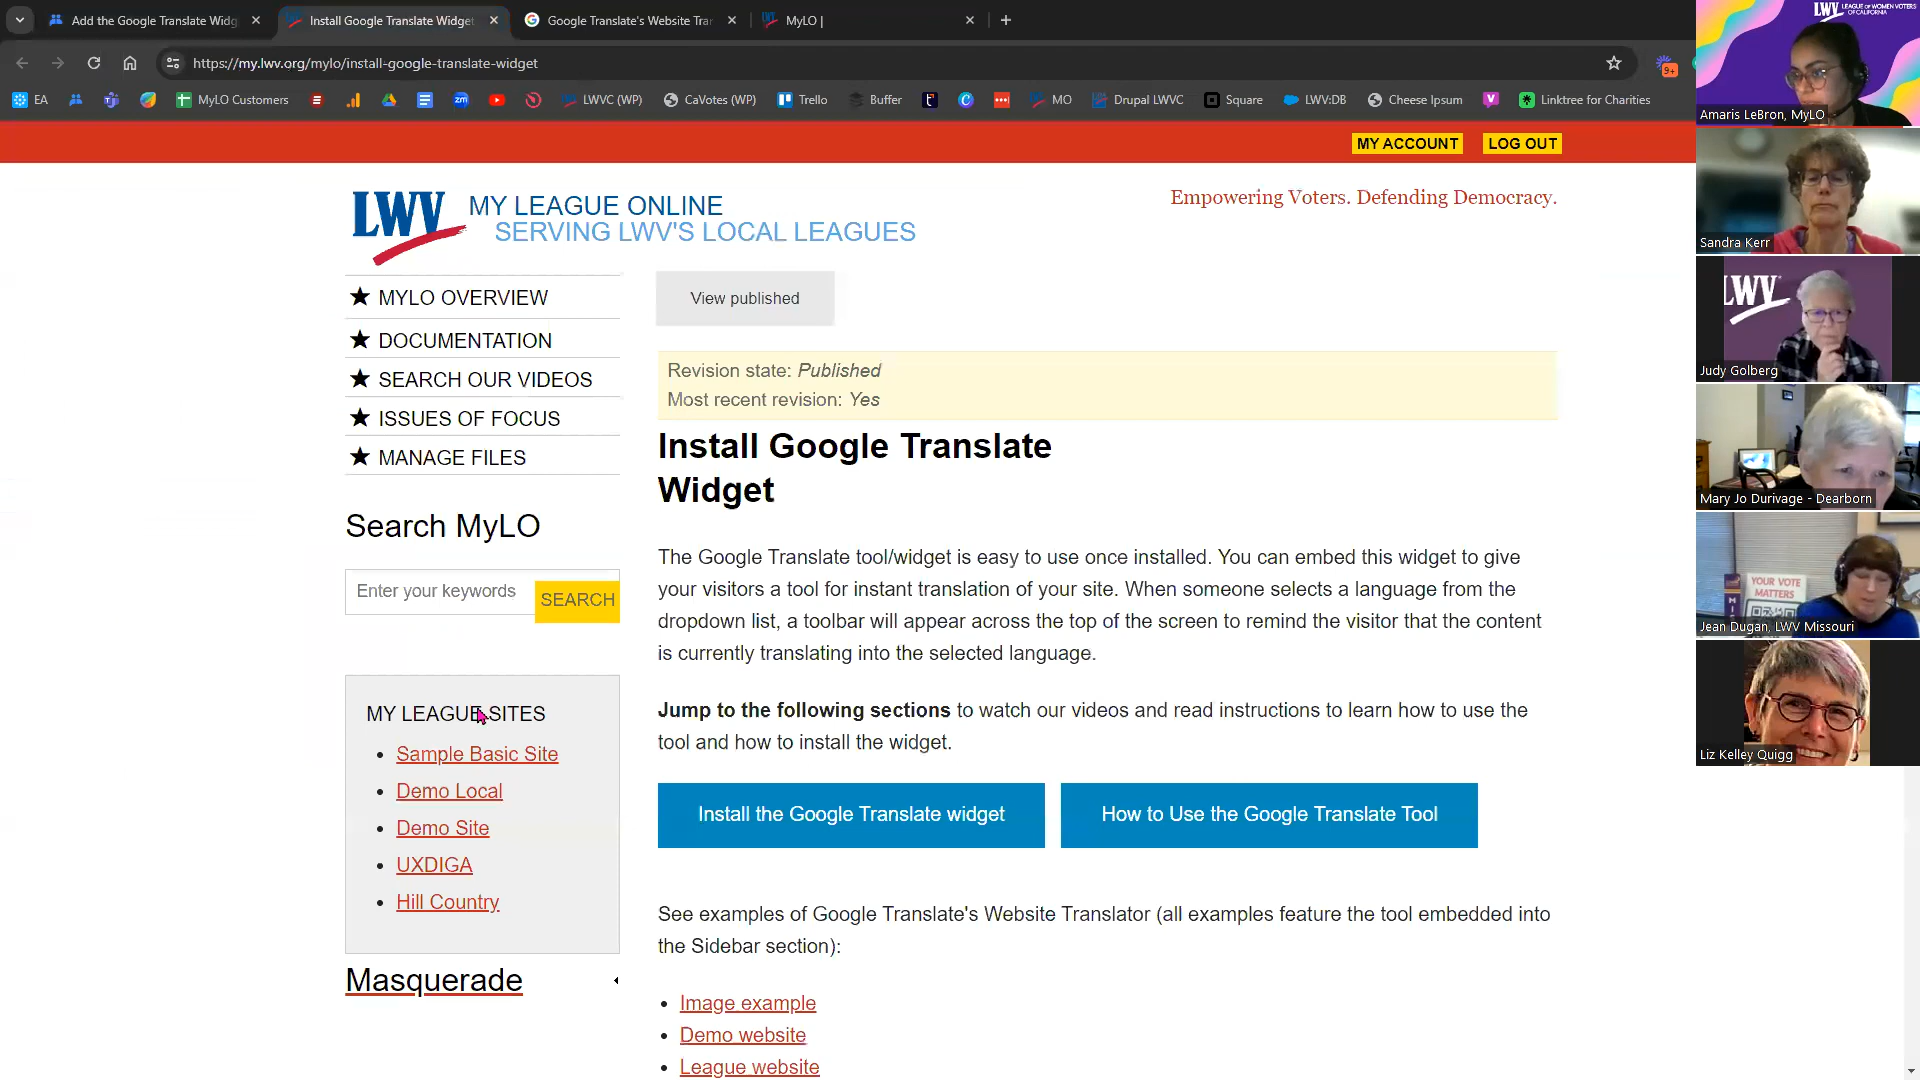 Add the Google Translate Widg
Install Google Translate Widget
Google Translate's Website Tran
MyLO |
https://my.lwv.org/mylo/install-google-translate-widget
EA
MyLO Customers
LWVC (WP)
CaVotes (WP)
Trello
Buffer
MO
Drupal LWVC
Square
LWV:DB
Cheese Ipsum
Linktree for Charities
9+
MY ACCOUNT
LOG OUT
LWV
MY LEAGUE ONLINE
SERVING LWV'S LOCAL LEAGUES
Empowering Voters. Defending Democracy.
MYLO OVERVIEW
DOCUMENTATION
SEARCH OUR VIDEOS
ISSUES OF FOCUS
MANAGE FILES
Search MyLO
Enter your keywords
SEARCH
MY LEAGUE SITES
Sample Basic Site
Demo Local
Demo Site
UXDIGA
Hill Country
Masquerade
View published
Revision state: Published
Most recent revision: Yes
Install Google Translate
Widget
The Google Translate tool/widget is easy to use once installed. You can embed this widget to give
your visitors a tool for instant translation of your site. When someone selects a language from the
dropdown list, a toolbar will appear across the top of the screen to remind the visitor that the content
is currently translating into the selected language.
Jump to the following sections to watch our videos and read instructions to learn how to use the
tool and how to install the widget.
Install the Google Translate widget
How to Use the Google Translate Tool
See examples of Google Translate's Website Translator (all examples feature the tool embedded into
the Sidebar section):
Image example
Demo website
League website
LWV LEAGUE OF WOMEN VOTERS
OF CALIFORNIA
Amaris LeBron, MyLO
Sandra Kerr
LWV
Judy Golberg
Mary Jo Durivage - Dearborn
YOUR VOTE
MATTERS
Jean Dugan, LWV Missouri
Liz Kelley Quigg